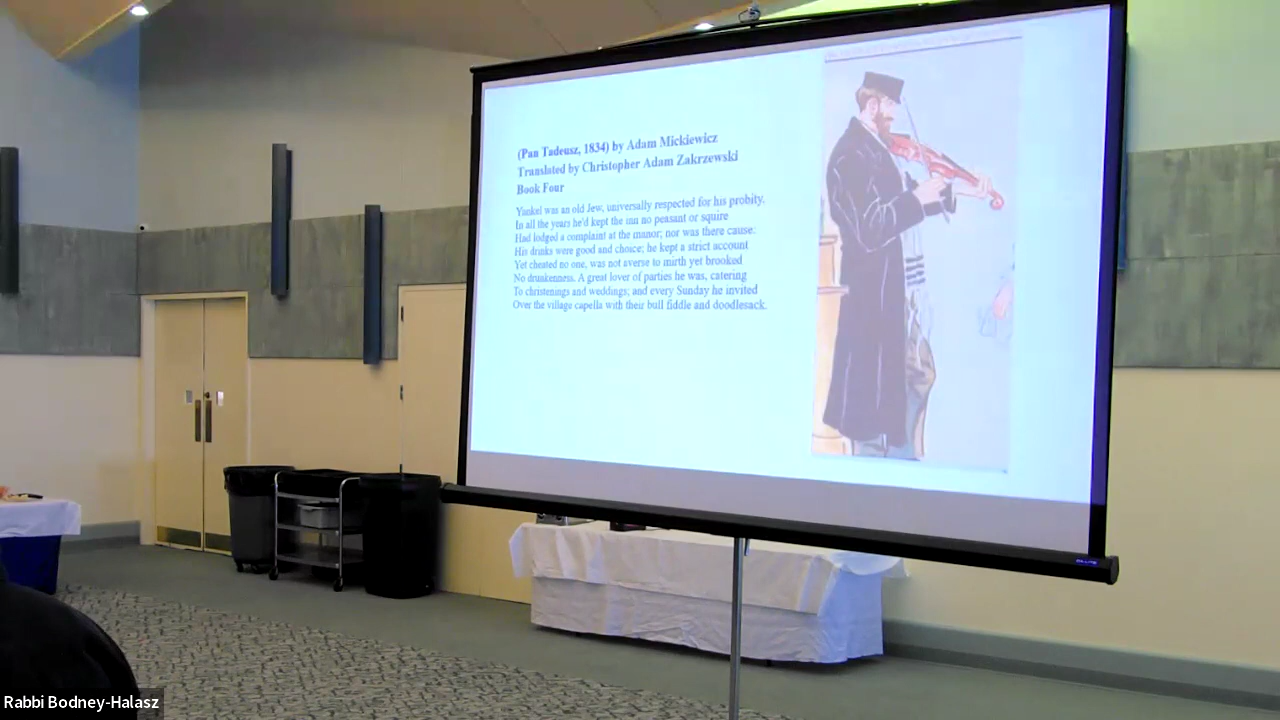 (Pan Tadeusz, 1834) by Adam Mickiewicz
Translated by Christopher Adam Zakrzewski
Book Four
Yankel was an old Jew, universally respected for his probity.
In all the years he'd kept the inn no peasant or squire
Had lodged a complaint at the manor; nor was there cause.
His drinks were good and choice; he kept a strict account
Yet cheated no one, was not averse to mirth yet brooked
No drunkenness. A great lover of parties he was, catering
To christenings and weddings; and every Sunday he invited
Over the village capella with their bull fiddle and doodlesack.
Rabbi Bodney-Halasz